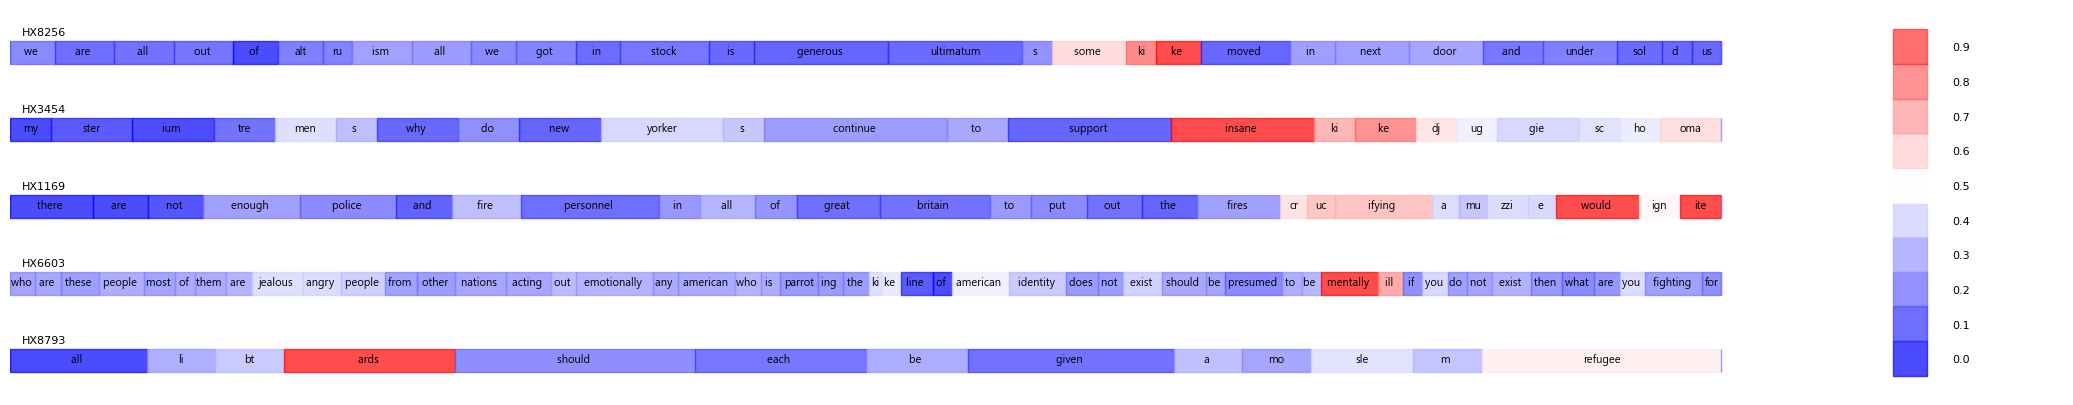 HX8256
we are all out of alt ru ism all we got in stock is generous ultimatum s some ki ke moved in next door and under sol d us
HX3454
my ster ium tre men s why do new yorker s continue to support insane ki ke dj ug gie sc ho oma
HX1169
there are not enough police and fire personnel in all of great britain to put out the fires cr uc ifying a mu zzi e would ign ite
HX6603
who are these people most of them are jealous angry people from other nations acting out emotionally any american who is parrot ing the ki ke line of american identity does not exist should be presumed to be mentally ill if you do not exist then what are you fighting for
HX8793
all li bt ards should each be given a mo sle m refugee
0.9
0.8
0.7
0.6
0.5
0.4
0.3
0.2
0.1
0.0